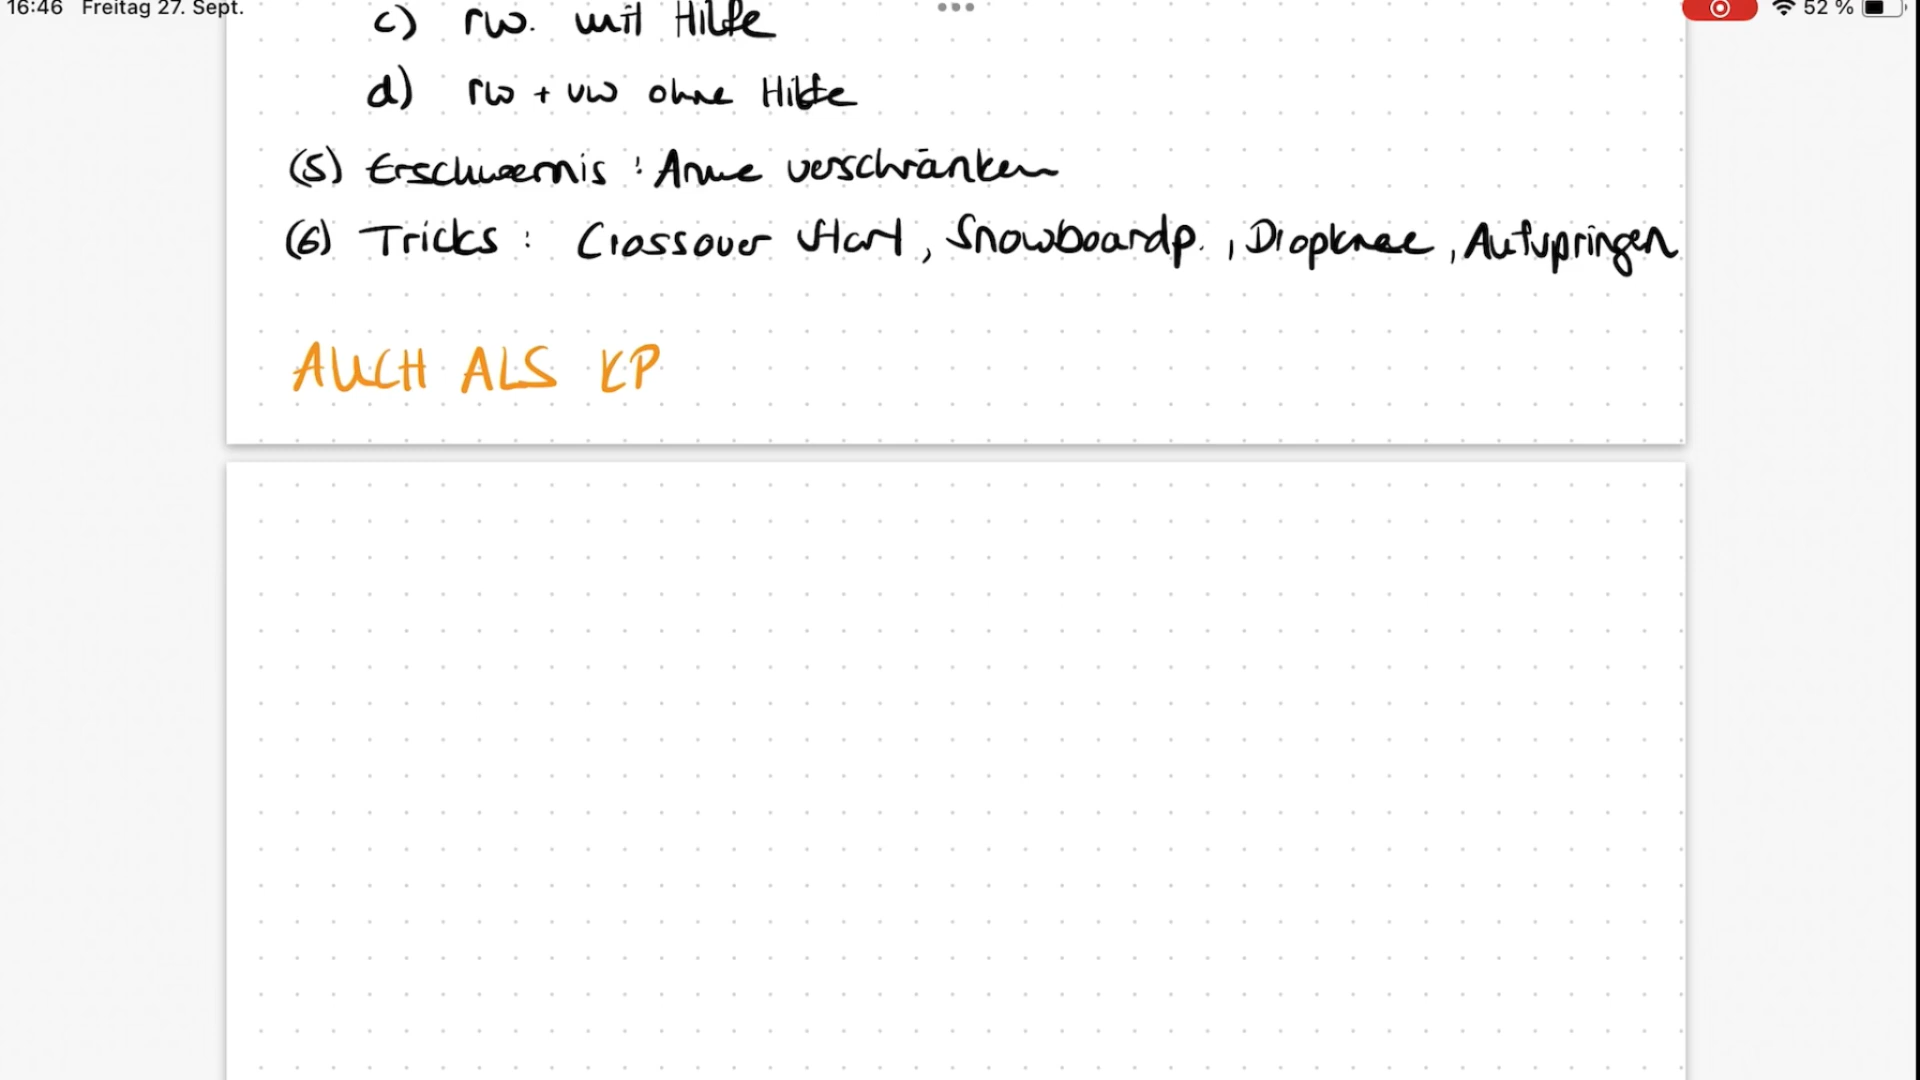 16:46 Freitag 27. Sept. 52 %
c) rw. mit Hilfe
d) rw + vw ohne Hilfe
(5) Erschwernis : Arme verschränken
(6) Tricks : Crossover Start, Snowboardp., Dropknee, Aufspringen
AUCH ALS KP